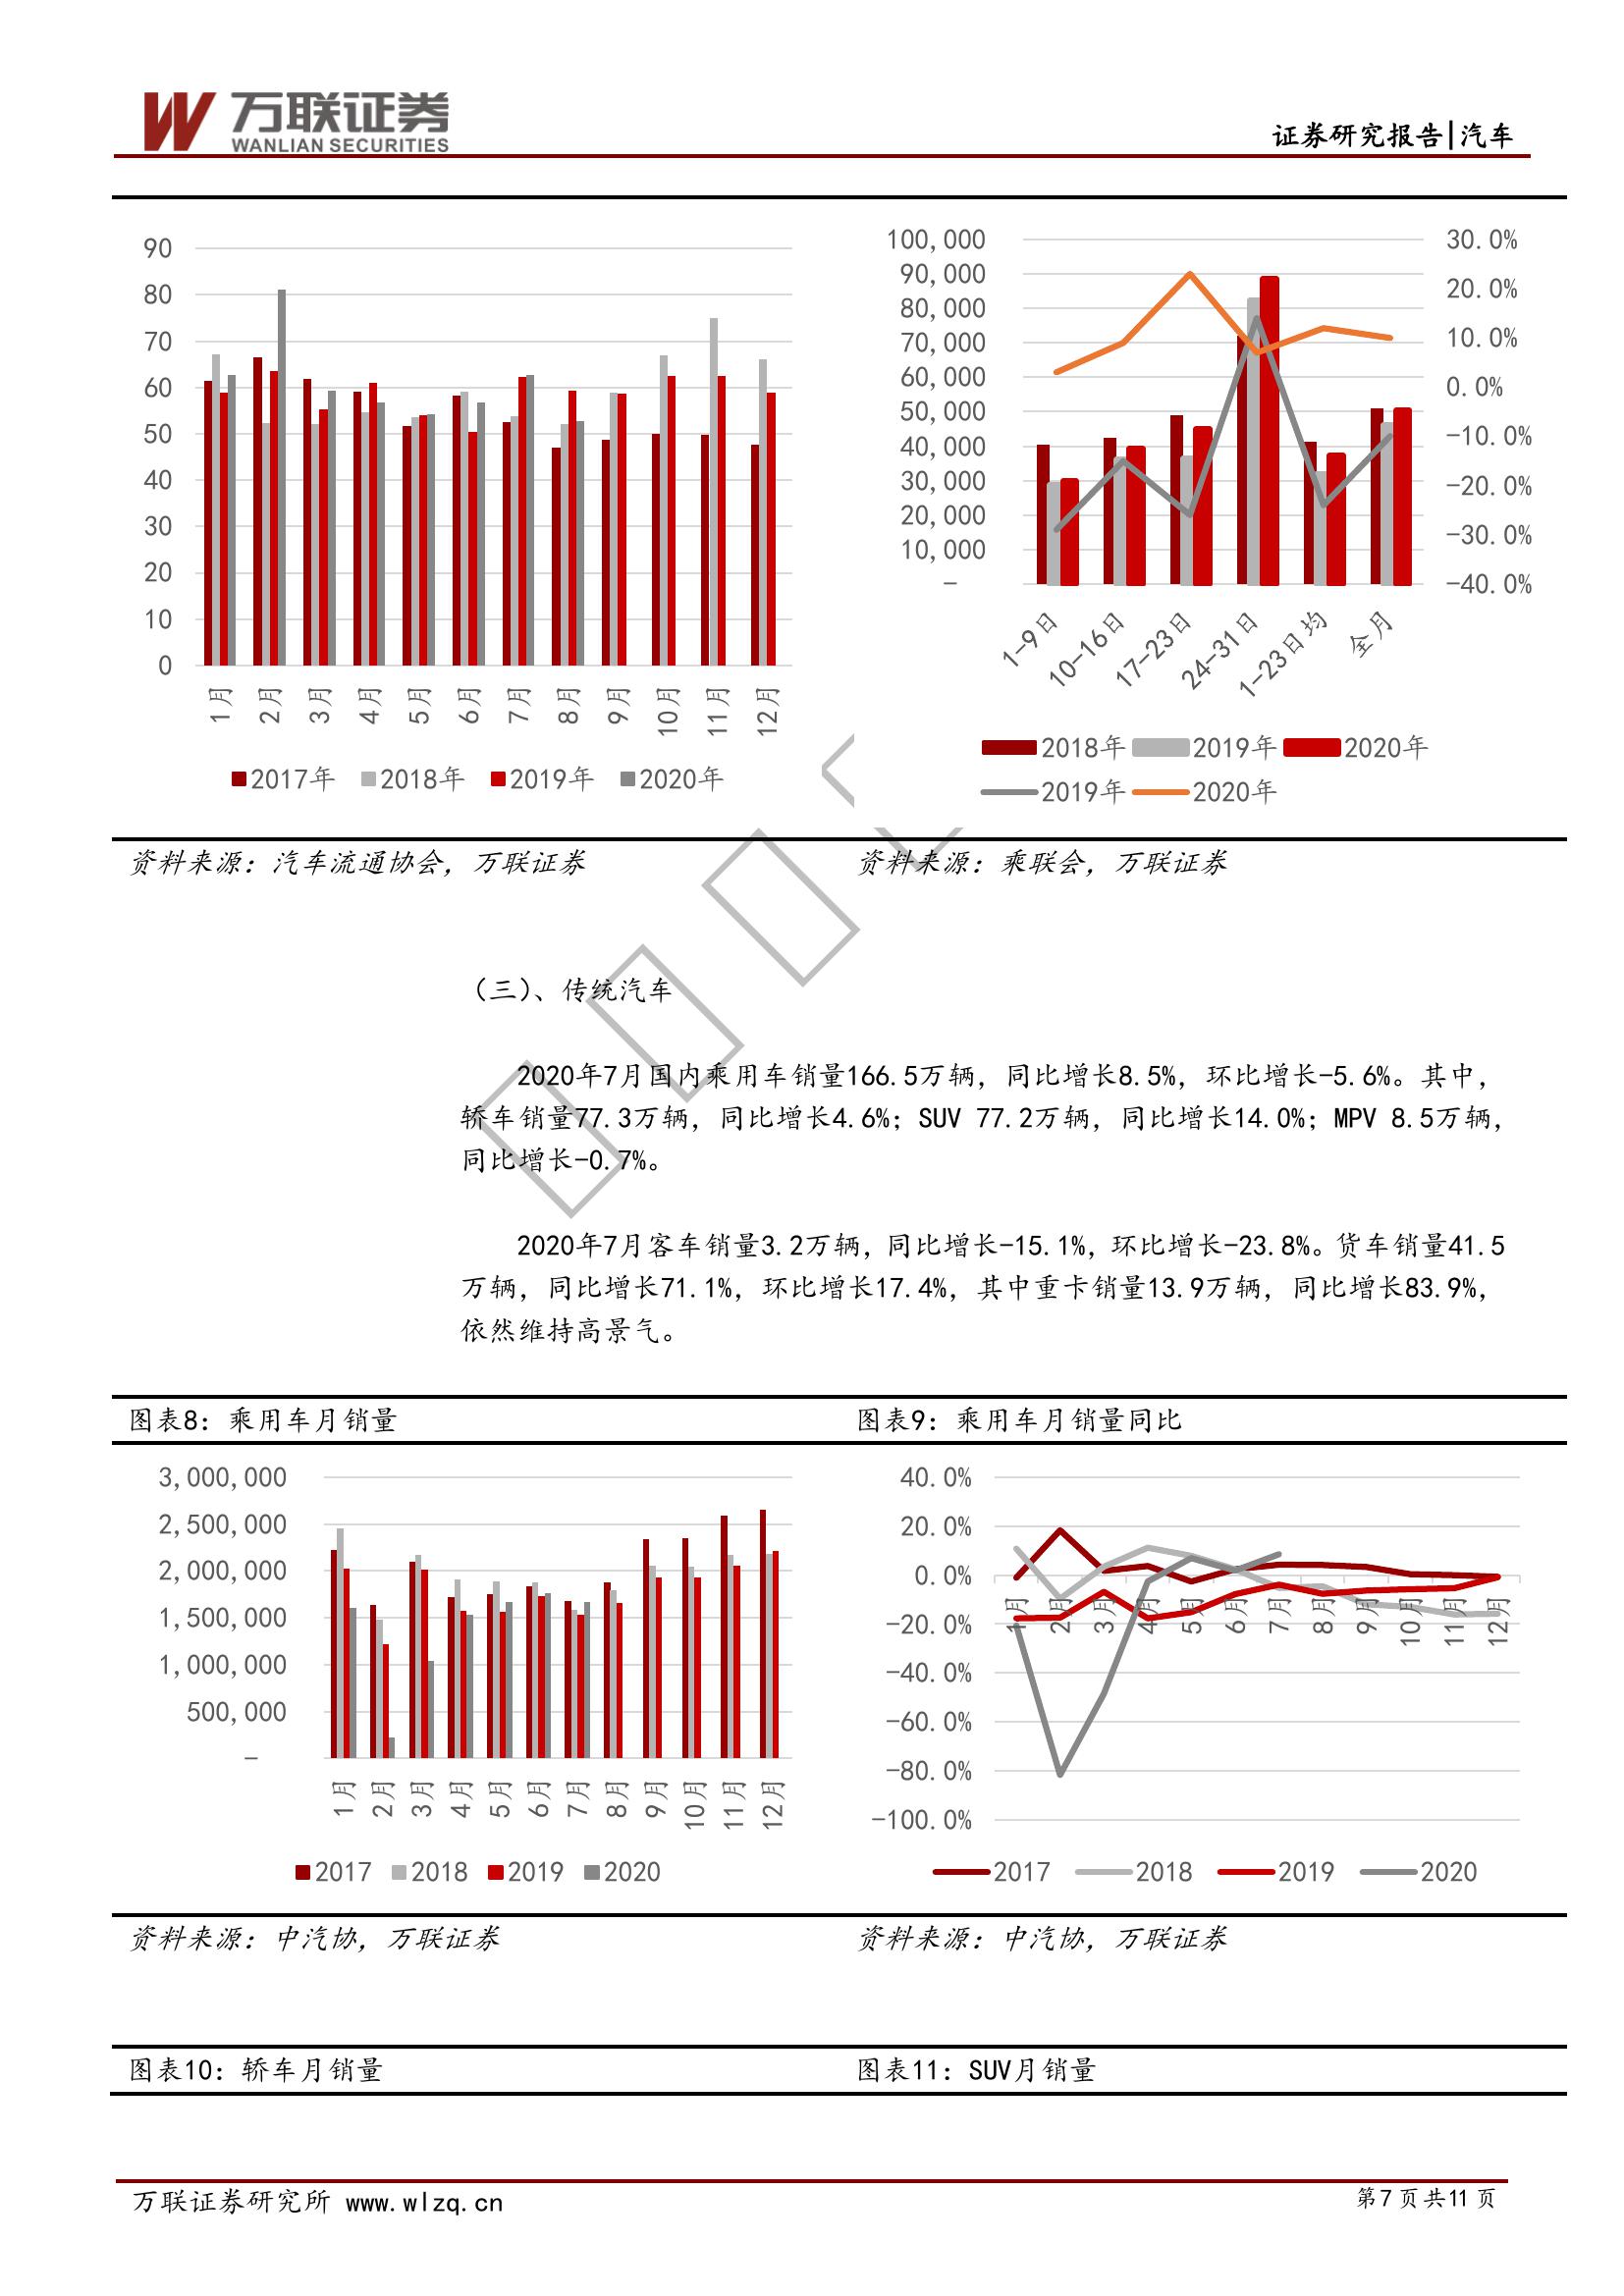 万联证券
WANLIAN SECURITIES
证券研究报告|汽车
90
80
70
60
50
40
30
20
10
0
1月 2月 3月 4月 5月 6月 7月 8月 9月 10月 11月 12月
2017年 2018年 2019年 2020年
100,000 30.0%
90,000
80,000 20.0%
70,000 10.0%
60,000 0.0%
50,000 -10.0%
40,000
30,000 -20.0%
20,000 -30.0%
10,000
- -40.0%
1-9日 10-16日 17-23日 24-31日 1-23日均 全月
2018年 2019年 2020年
2019年 2020年
资料来源：汽车流通协会，万联证券
资料来源：乘联会，万联证券
（三）、传统汽车
2020年7月国内乘用车销量166.5万辆，同比增长8.5%，环比增长-5.6%。其中，
轿车销量77.3万辆，同比增长4.6%；SUV 77.2万辆，同比增长14.0%；MPV 8.5万辆，
同比增长-0.7%。
2020年7月客车销量3.2万辆，同比增长-15.1%，环比增长-23.8%。货车销量41.5
万辆，同比增长71.1%，环比增长17.4%，其中重卡销量13.9万辆，同比增长83.9%，
依然维持高景气。
图表8：乘用车月销量
图表9：乘用车月销量同比
3,000,000
2,500,000
2,000,000
1,500,000
1,000,000
500,000
-
1月 2月 3月 4月 5月 6月 7月 8月 9月 10月 11月 12月
2017 2018 2019 2020
40.0%
20.0%
0.0%
-20.0%
-40.0%
-60.0%
-80.0%
-100.0%
1月 2月 3月 4月 5月 6月 7月 8月 9月 10月 11月 12月
2017 2018 2019 2020
资料来源：中汽协，万联证券
资料来源：中汽协，万联证券
图表10：轿车月销量
图表11：SUV月销量
万联证券研究所 www.wlzq.cn
第7页共11页